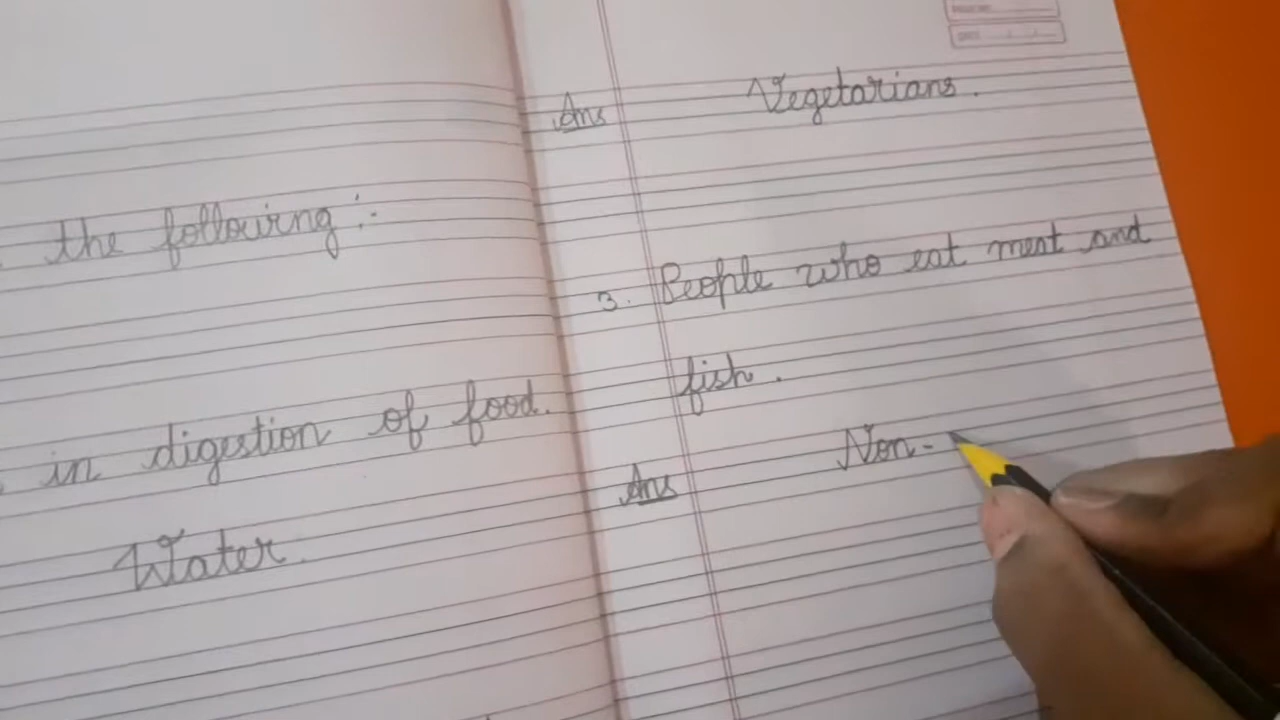 the following :-
in digestion of food.
Water.
Ans Vegetarians.
3. People who eat meat and
fish.
Ans Non-